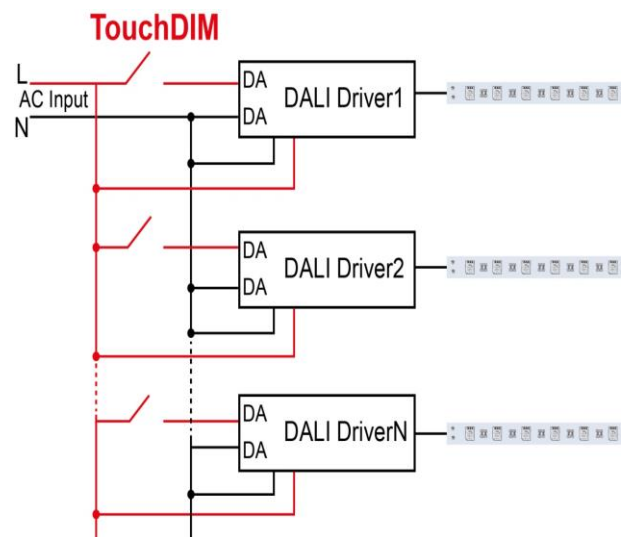 TouchDIM
L
AC Input
N
DA
DA
DALI Driver1
DA
DA
DALI Driver2
DA
DA
DALI DriverN